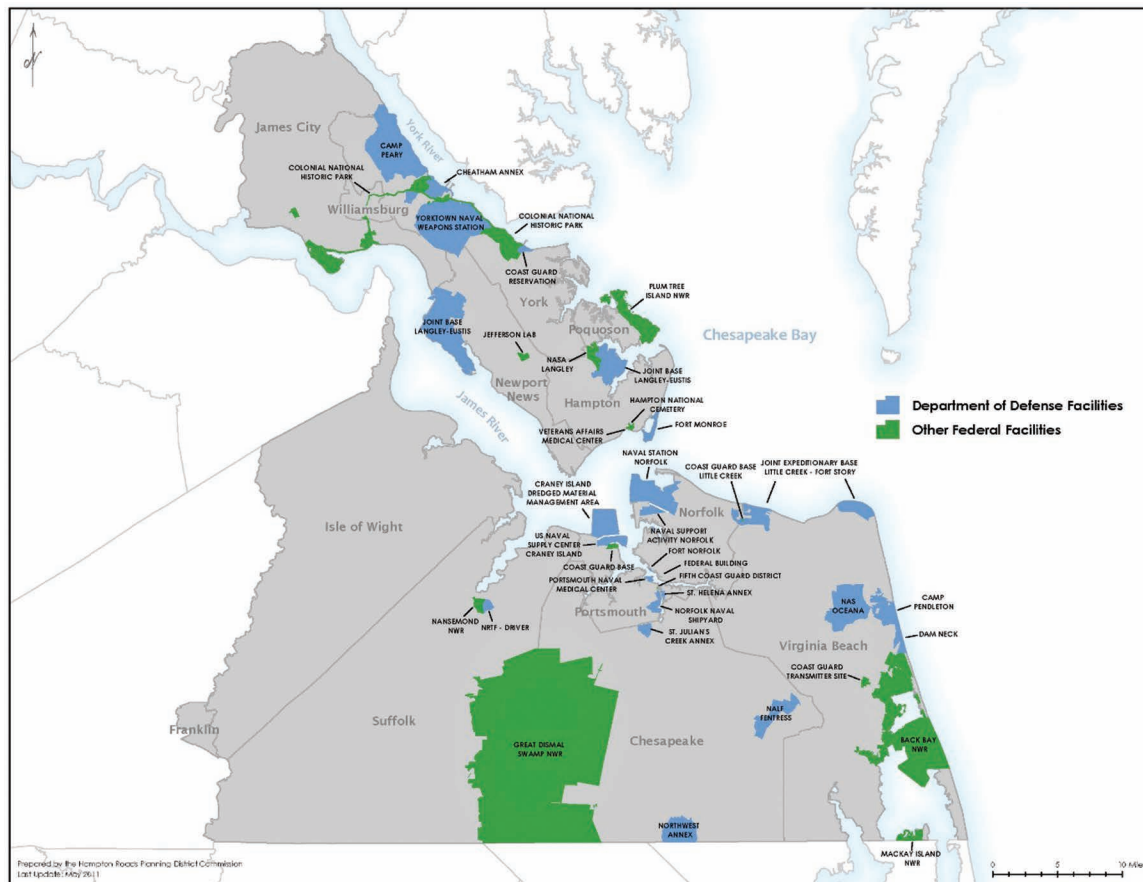 N
James City
CAMP
PEARY
York River
COLONIAL NATIONAL
HISTORIC PARK
CHEATHAM ANNEX
Williamsburg
YORKTOWN NAVAL
WEAPONS STATION
COLONIAL NATIONAL
HISTORIC PARK
COAST GUARD
RESERVATION
York
PLUM TREE
ISLAND NWR
JOINT BASE
LANGLEY-EUSTIS
JEFFERSON LAB
Poquoson
Chesapeake Bay
NASA
LANGLEY
JOINT BASE
LANGLEY-EUSTIS
Newport
News
Hampton
HAMPTON NATIONAL
CEMETERY
James River
VETERANS AFFAIRS
MEDICAL CENTER
FORT MONROE
Department of Defense Facilities
Other Federal Facilities
NAVAL STATION
NORFOLK
COAST GUARD BASE
LITTLE CREEK
JOINT EXPEDITIONARY BASE
LITTLE CREEK - FORT STORY
CRANEY ISLAND
DREDGED MATERIAL
MANAGEMENT AREA
Isle of Wight
Norfolk
NAVAL SUPPORT
ACTIVITY NORFOLK
US NAVAL
SUPPLY CENTER
CRANEY ISLAND
FORT NORFOLK
COAST GUARD BASE
FEDERAL BUILDING
PORTSMOUTH NAVAL
MEDICAL CENTER
FIFTH COAST GUARD DISTRICT
ST. HELENA ANNEX
NANSEMOND
NWR
NRTF - DRIVER
Portsmouth
NORFOLK NAVAL
SHIPYARD
ST. JULIAN'S
CREEK ANNEX
NAS
OCEANA
CAMP
PENDLETON
DAM NECK
Virginia Beach
COAST GUARD
TRANSMITTER SITE
Franklin
Suffolk
NALF
FENTRESS
GREAT DISMAL
SWAMP NWR
Chesapeake
BACK BAY
NWR
NORTHWEST
ANNEX
MACKAY ISLAND
NWR
Prepared by the Hampton Roads Planning District Commission
Last Update: May 2011
0 5 10 Miles